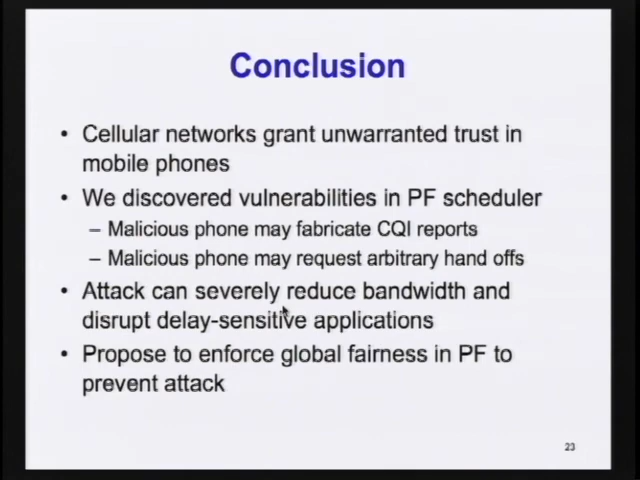 Conclusion
• Cellular networks grant unwarranted trust in
mobile phones
• We discovered vulnerabilities in PF scheduler
– Malicious phone may fabricate CQI reports
– Malicious phone may request arbitrary hand offs
• Attack can severely reduce bandwidth and
disrupt delay-sensitive applications
• Propose to enforce global fairness in PF to
prevent attack
23